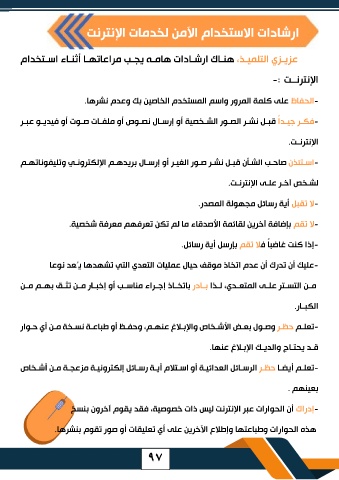 ارشادات الاستخدام الآمن لخدمات الإنترنت
عزيزي التلميذ، هناك ارشادات هامه يجب مراعاتها أثناء استخدام
الإنترنت :-
-الحفاظ على كلمة المرور واسم المستخدم الخاصين بك وعدم نشرها.
-فكر جيداً قبل نشر الصور الشخصية أو إرسال نصوص أو ملفات صوت أو فيديو عبر
الإنترنت.
-استئذن صاحب الشأن قبل نشر صور الغير أو إرسال بريدهم الإلكتروني وتليفوناتهم
لشخص آخر على الإنترنت.
-لا تقبل أية رسائل مجهولة المصدر.
-لا تقم بإضافة آخرين لقائمة الأصدقاء ما لم تكن تعرفهم معرفة شخصية.
-إذا كنت غاضباً فلا تقم بإرسل أية رسائل.
-عليك أن تدرك أن عدم اتخاذ موقف حيال عمليات التعدي التي تشهدها يُعد نوعا
من التستر على المتعدي، لذا بادر باتخاذ إجراء مناسب أو إخبار من تثق بهم من
الكبار.
-تعلم حظر وصول بعض الأشخاص والإبلاغ عنهم، وحفظ أو طباعة نسخة من أي حوار
قد يحتاج والديك الإبلاغ عنها.
-تعلم أيضا حظر الرسائل العدائية أو استلام أية رسائل إلكترونية مزعجة من أشخاص
بعينهم .
-إدراك أن الحوارات عبر الإنترنت ليس ذات خصوصية، فقد يقوم آخرون بنسخ
هذه الحوارات وطباعتها وإطلاع الآخرين على أي تعليقات أو صور تقوم بنشرها.
٩٧